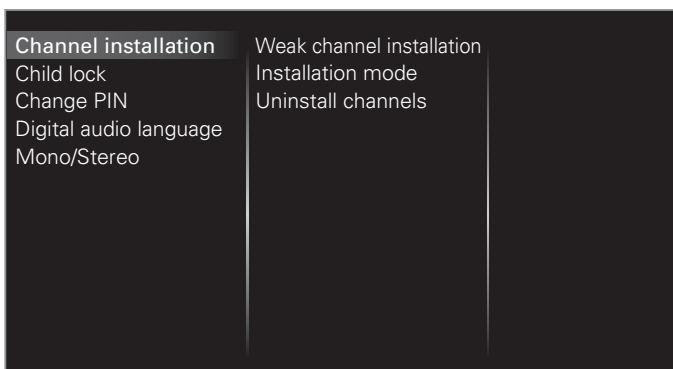 Channel installation
Child lock
Change PIN
Digital audio language
Mono/Stereo
Weak channel installation
Installation mode
Uninstall channels